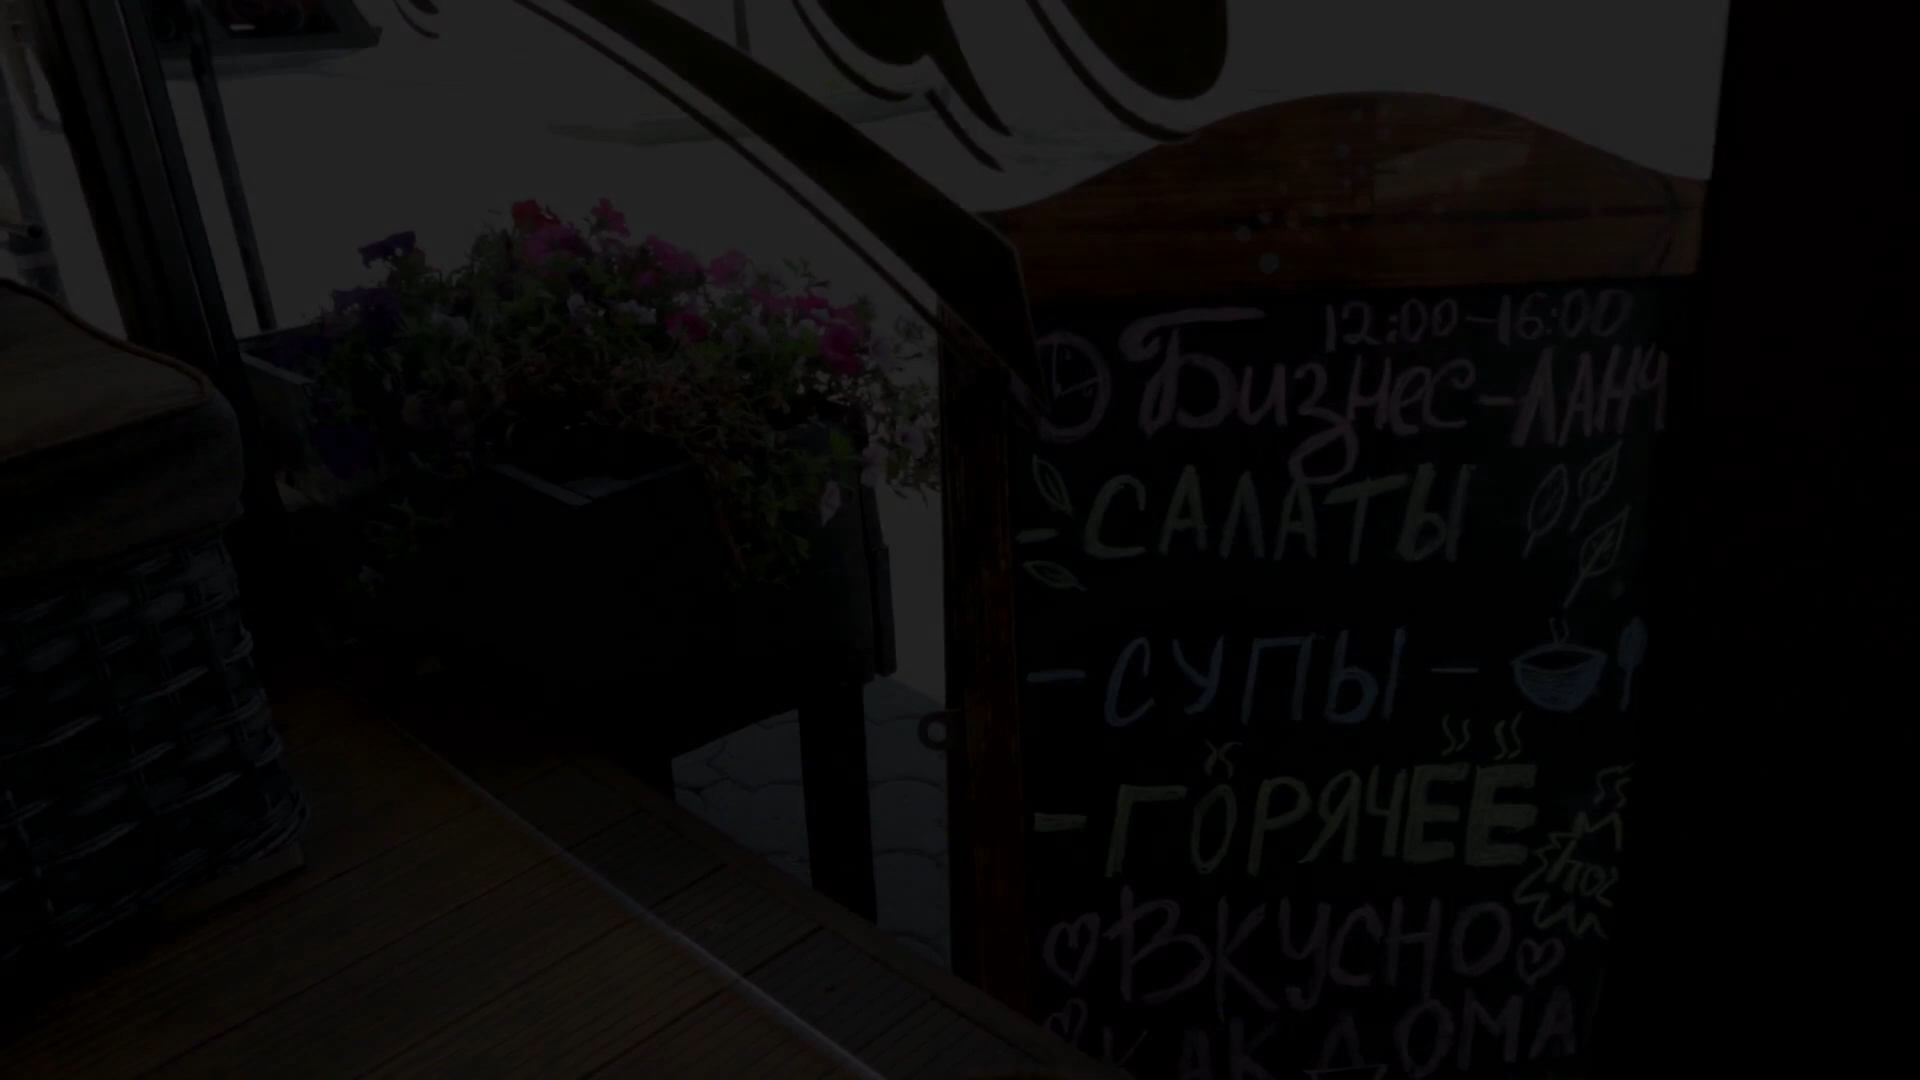 12:00-16:00
Бизнес-ЛАНЧ
- САЛАТЫ
- СУПЫ -
- ГОРЯЧЕЕ
ВКУСНО
КАК ДОМА